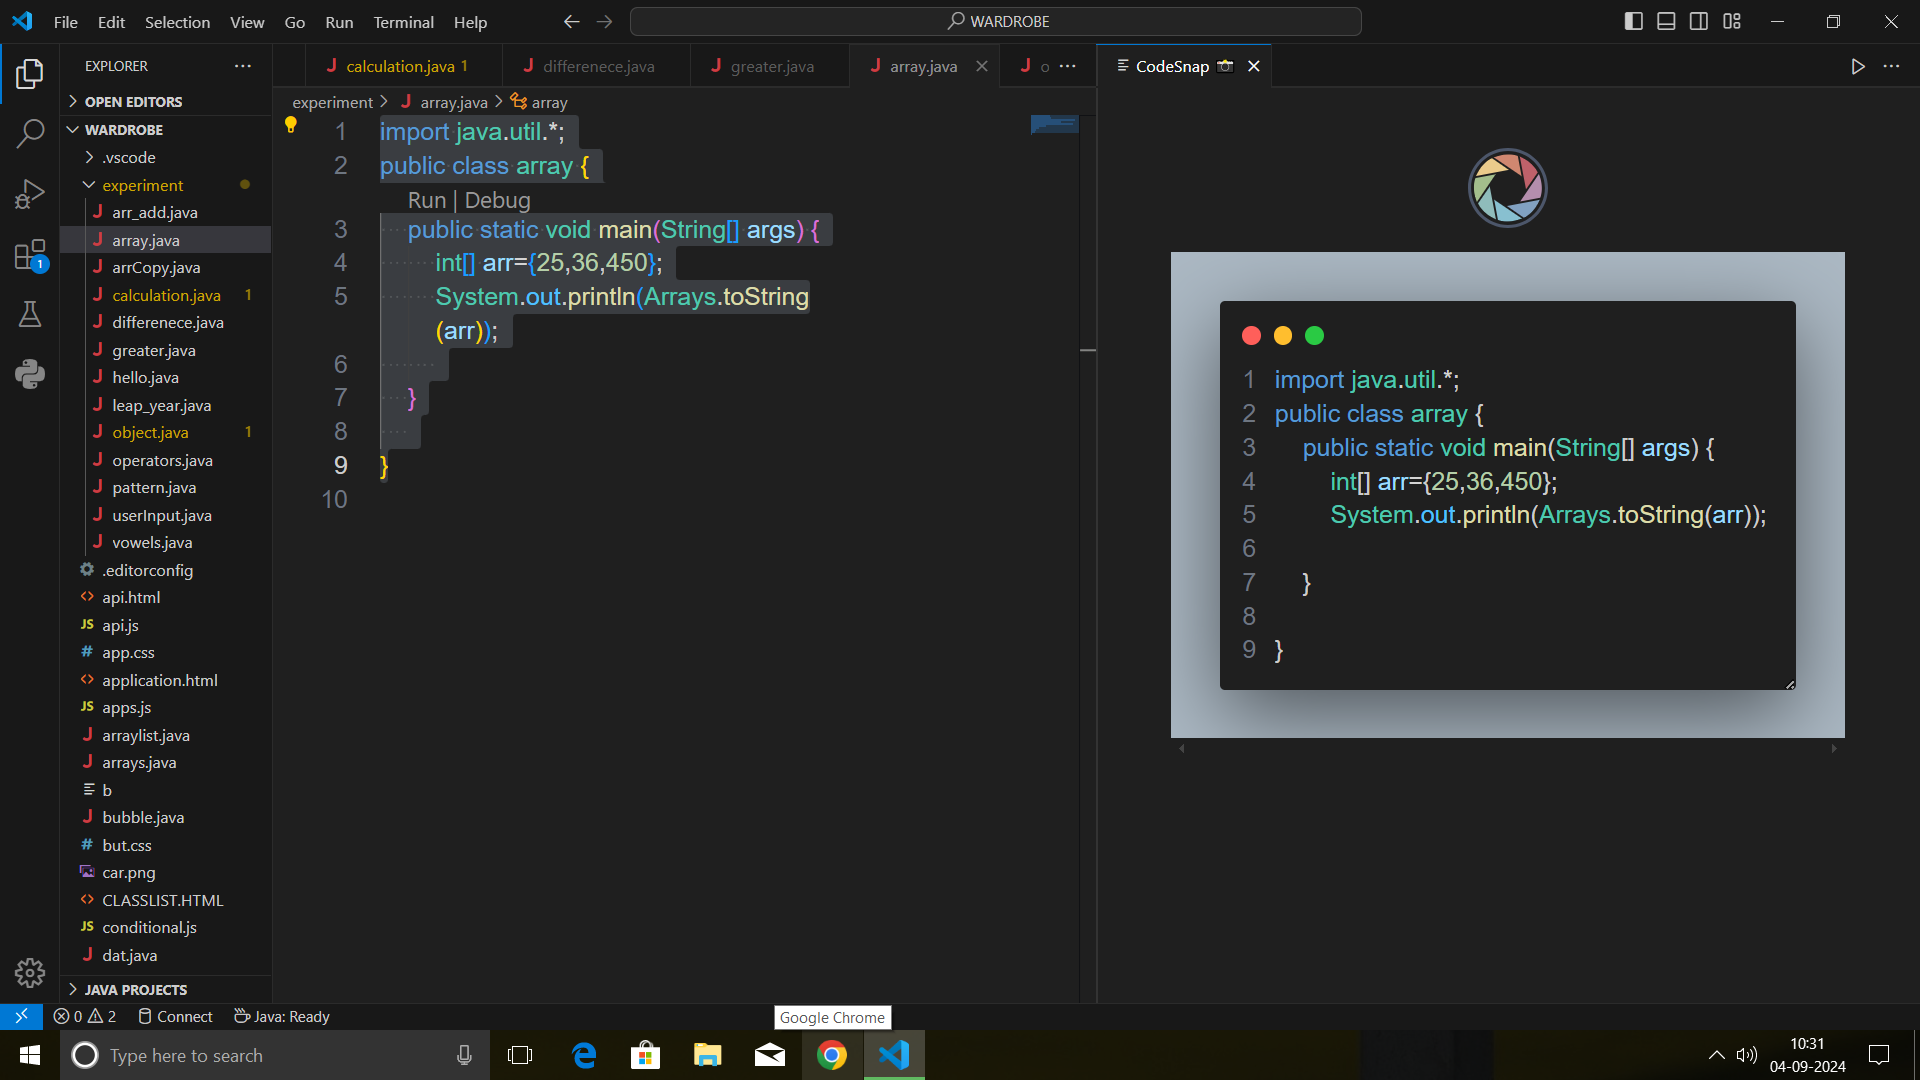 File Edit Selection View Go Run Terminal Help
WARDROBE
EXPLORER
OPEN EDITORS
WARDROBE
.vscode
experiment
arr_add.java
array.java
arrCopy.java
calculation.java 1
differenece.java
greater.java
hello.java
leap_year.java
object.java 1
operators.java
pattern.java
userInput.java
vowels.java
.editorconfig
api.html
api.js
app.css
application.html
apps.js
arraylist.java
arrays.java
b
bubble.java
but.css
car.png
CLASSLIST.HTML
conditional.js
dat.java
JAVA PROJECTS
calculation.java 1
differenece.java
greater.java
array.java
o
experiment > array.java > array
1 import java.util.*;
2 public class array {
Run | Debug
3 public static void main(String[] args) {
4 int[] arr={25,36,450};
5 System.out.println(Arrays.toString
(arr));
6
7 }
8
9 }
10
CodeSnap
1 import java.util.*;
2 public class array {
3 public static void main(String[] args) {
4 int[] arr={25,36,450};
5 System.out.println(Arrays.toString(arr));
6
7 }
8
9 }
1
0 2 Connect Java: Ready
Google Chrome
Type here to search
10:31
04-09-2024